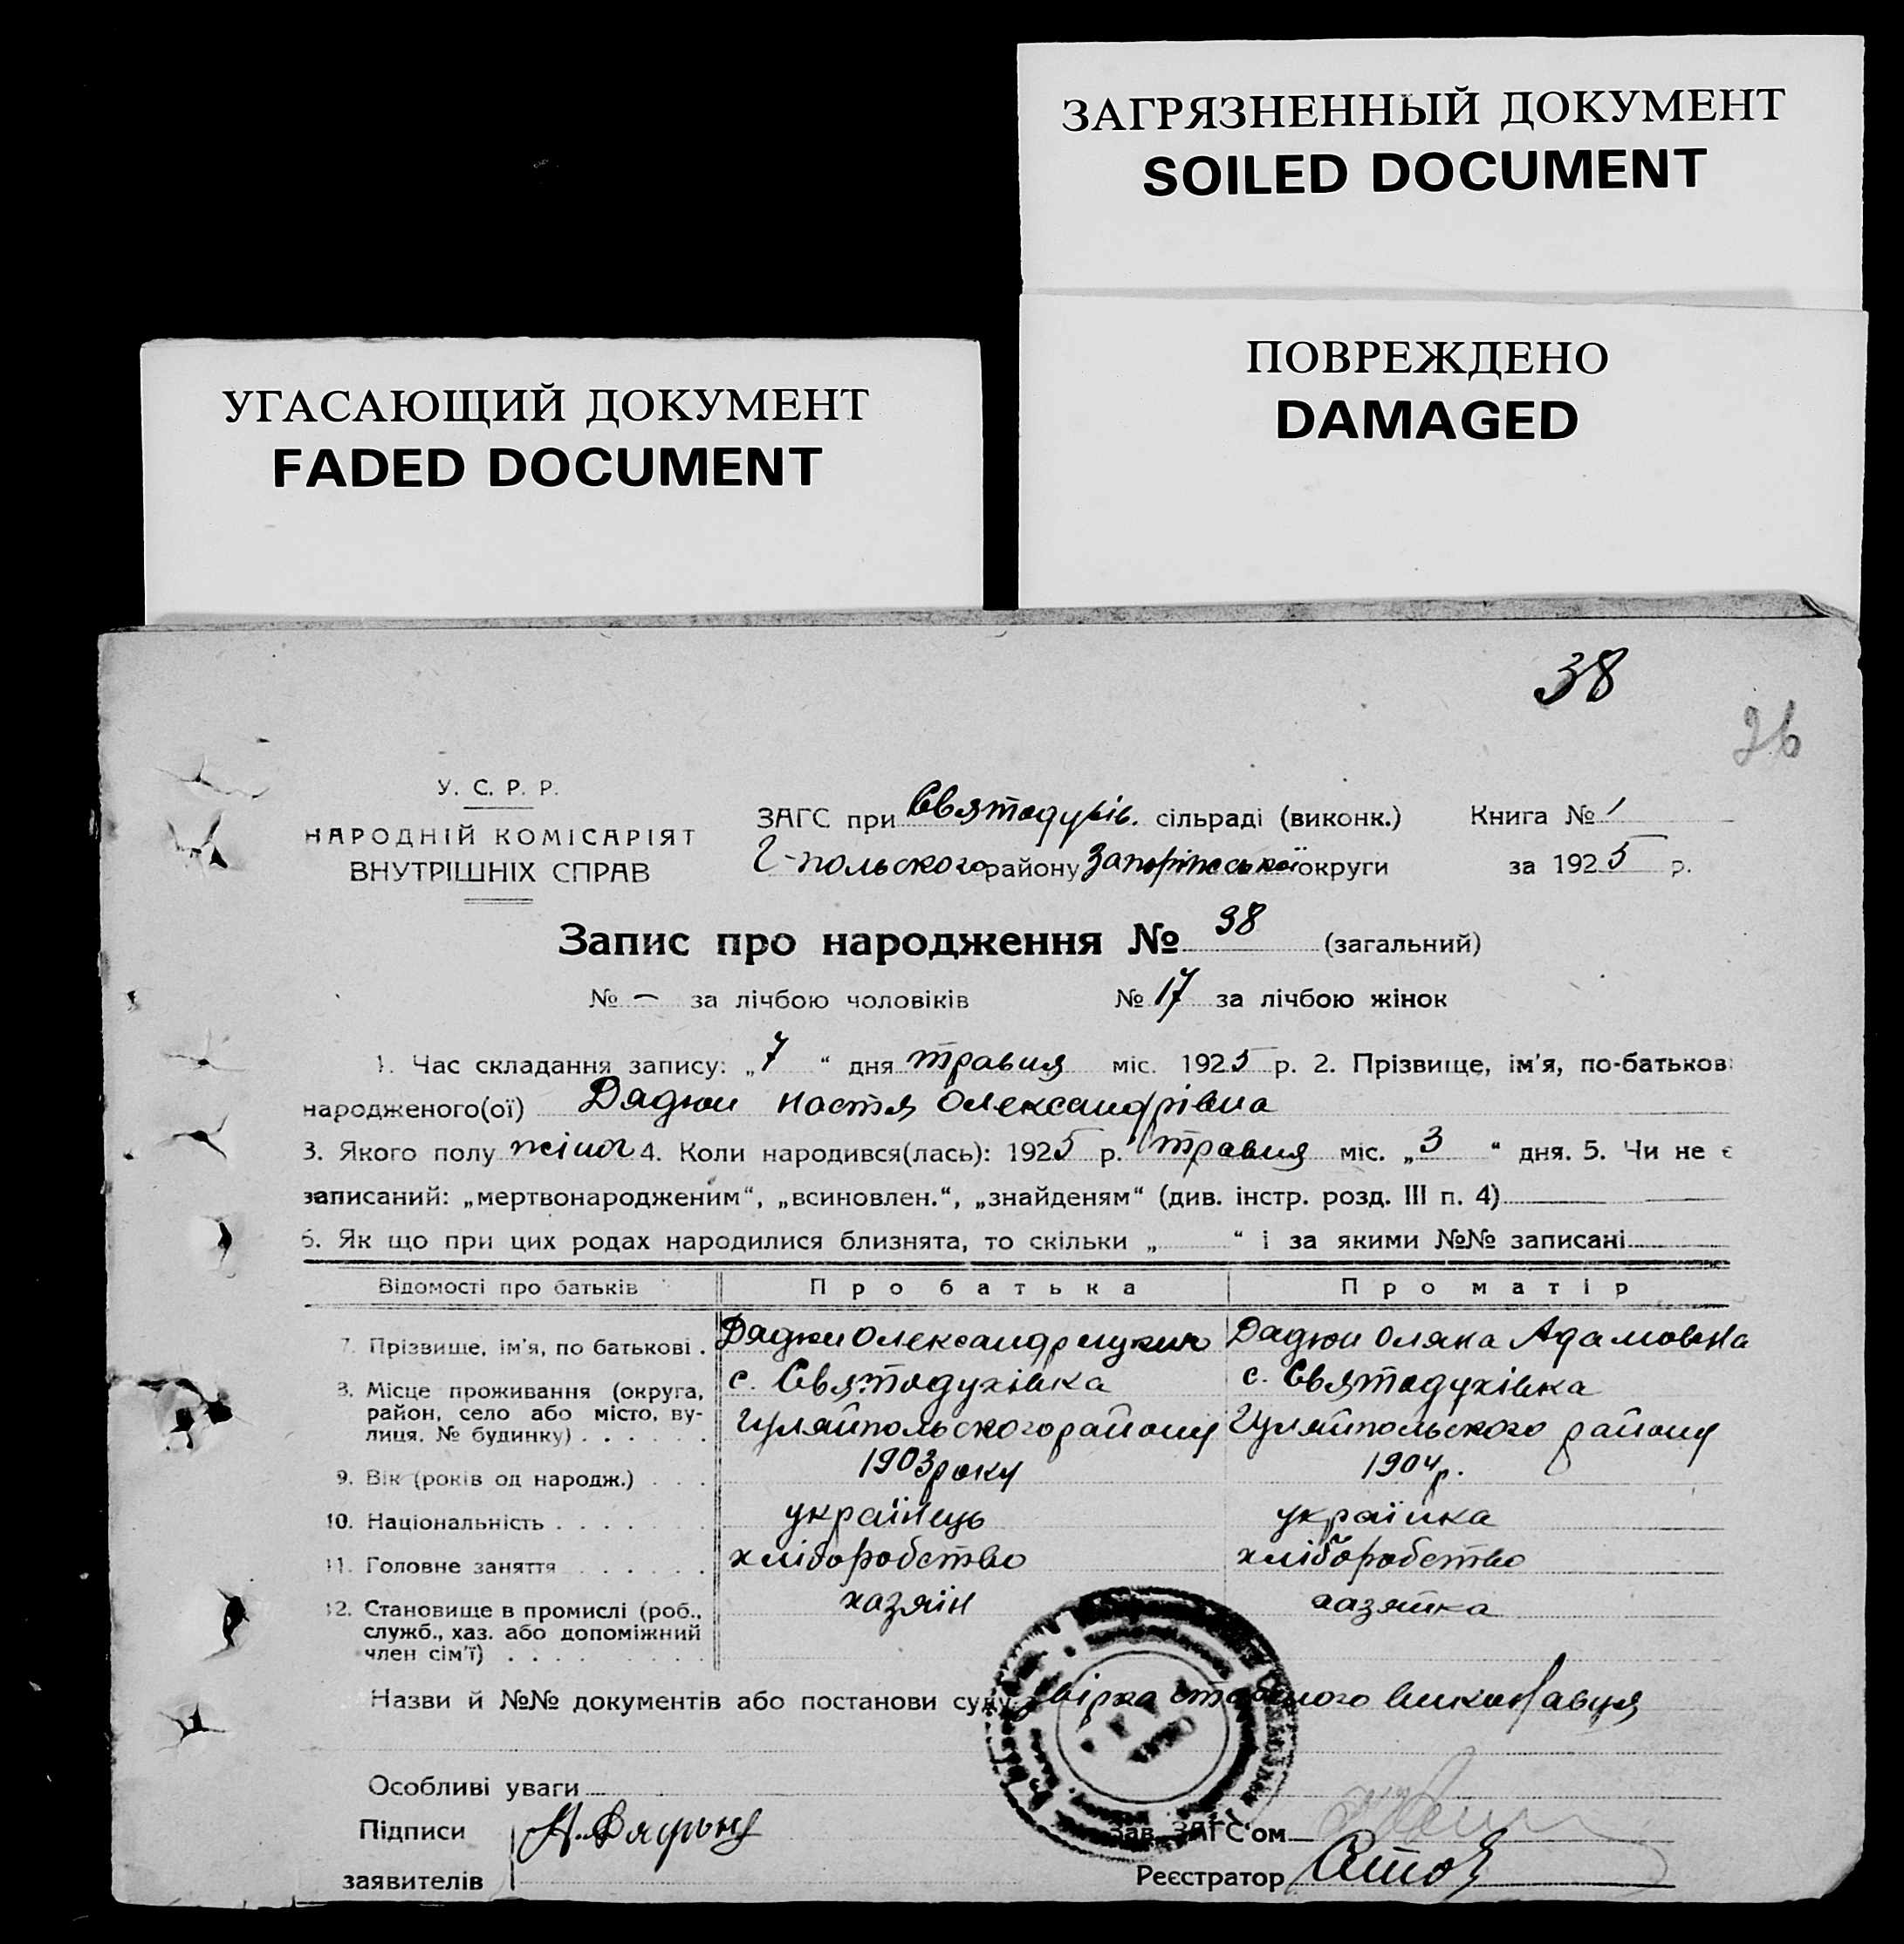 ЗАГРЯЗНЕННЫЙ ДОКУМЕНТ
SOILED DOCUMENT
ПОВРЕЖДЕНО
DAMAGED
УГАСАЮЩИЙ ДОКУМЕНТ
FADED DOCUMENT
38
26
У. С. Р. Р.
НАРОДНІЙ КОМІСАРІЯТ
ВНУТРІШНІХ СПРАВ
ЗАГС при Святодухів. сільраді (виконк.) Книга № 1
Г-польского району Запоріжської округи за 1925 р.
Запис про народження № 38 (загальний)
№ — за лічбою чоловіків № 17 за лічбою жінок
1. Час складання запису: „7“ дня травня міс. 1925 р. 2. Прізвище, ім'я, по-батькові
народженого(ої) Дядюн Настя Олександрівна
3. Якого полу жіноч 4. Коли народився(лась): 1925 р. травня міс. „3“ дня. 5. Чи не є
записаний: „мертвонародженим“, „всиновлен.“, „знайденям“ (див. інстр. розд. III п. 4)
6. Як що при цих родах народилися близнята, то скільки „ “ і за якими №№ записані
Відомості про батьків Про батька Про матір
7. Прізвище, ім'я, по батькові . Дядюн Олександр Дядюн Оляна Адамовна
8. Місце проживання (округа, с. Святодухівка с. Святодухівка
район, село або місто, ву-
лиця, № будинку) . . . . . . Гуляйпольского району Гуляйпольского району
9. Вік (років од народж.) . . . 1903 року 1904 р.
10. Національність . . . . . . . українець українка
11. Головне заняття . . . . . . . хліборобство хліборобство
12. Становище в промислі (роб., хазяїн хазяйка
служб., хаз. або допоміжний
член сім'ї) . . . . . . . . .
Назви й №№ документів або постанови суду виконавця
Особливі уваги
Підписи
заявителів
Зав. ЗАГС'ом
Реєстратор